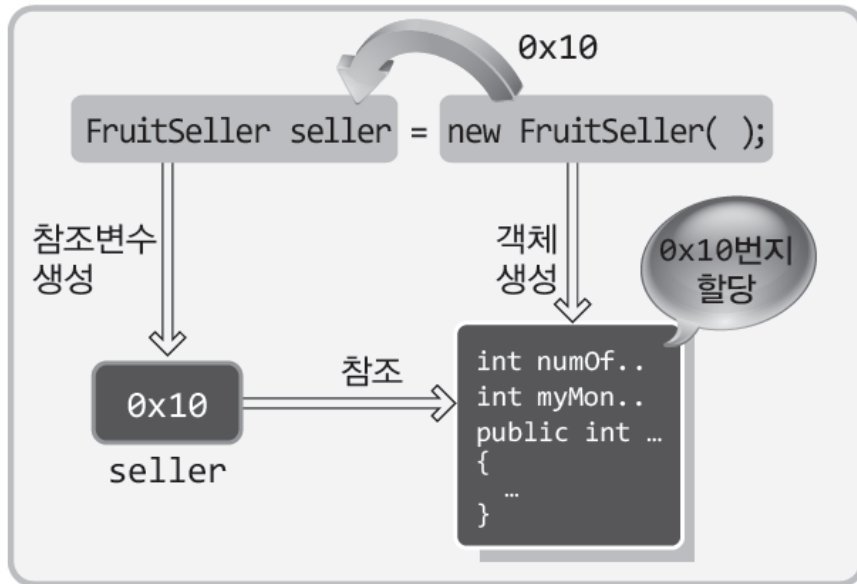 0x10
FruitSeller seller = new FruitSeller( );
참조변수
생성
객체
생성
0x10번지
할당
0x10
seller
참조
int numOf..
int myMon..
public int …
{
…
}